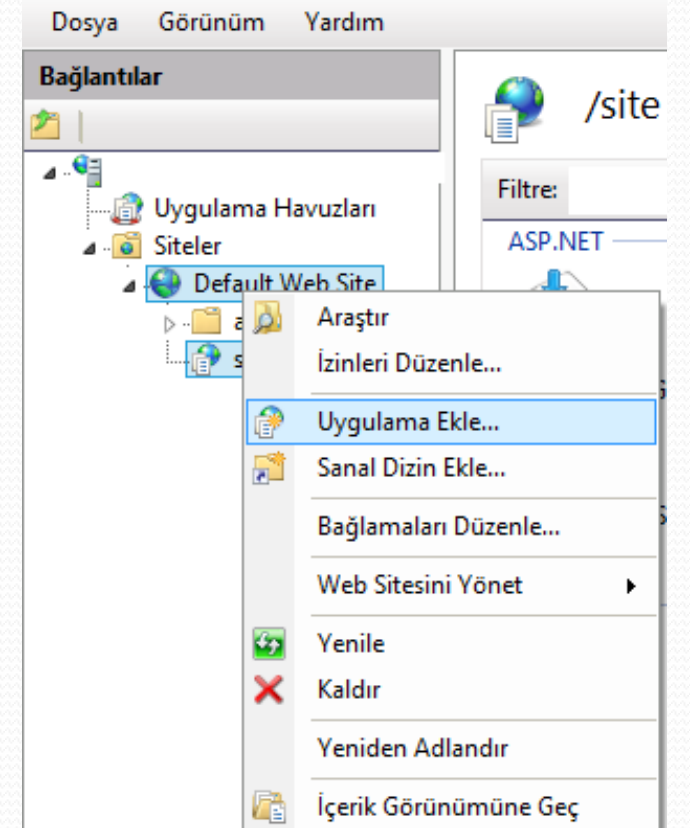 Dosya Görünüm Yardım
Bağlantılar
/site
Uygulama Havuzları
Filtre:
Siteler
ASP.NET
Default Web Site
Araştır
İzinleri Düzenle...
Uygulama Ekle...
Sanal Dizin Ekle...
Bağlamaları Düzenle...
Web Sitesini Yönet
Yenile
Kaldır
Yeniden Adlandır
İçerik Görünümüne Geç